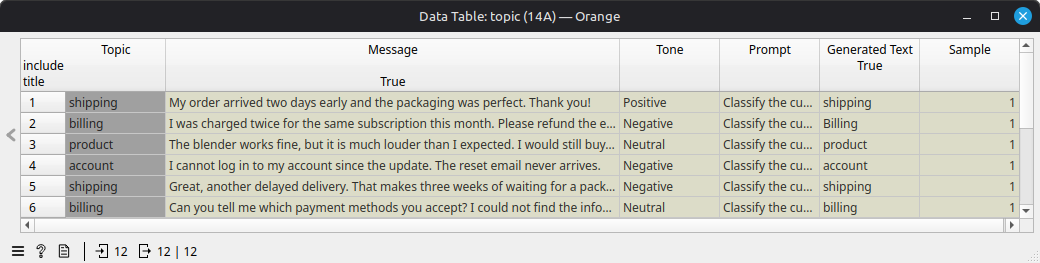 Data Table: topic (14A) — Orange
Topic Message Tone Prompt Generated Text Sample
include True
title True
1 shipping My order arrived two days early and the packaging was perfect. Thank you! Positive Classify the cu... shipping 1
2 billing I was charged twice for the same subscription this month. Please refund the e... Negative Classify the cu... Billing 1
3 product The blender works fine, but it is much louder than I expected. I would still buy... Neutral Classify the cu... product 1
4 account I cannot log in to my account since the update. The reset email never arrives. Negative Classify the cu... account 1
5 shipping Great, another delayed delivery. That makes three weeks of waiting for a pack... Negative Classify the cu... shipping 1
6 billing Can you tell me which payment methods you accept? I could not find the info... Neutral Classify the cu... billing 1
12 12 | 12